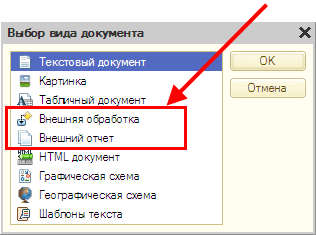 Выбор вида документа
Текстовый документ
OK
Картинка
Отмена
Табличный документ
Внешняя обработка
Внешний отчет
HTML документ
Графическая схема
Географическая схема
Шаблоны текста